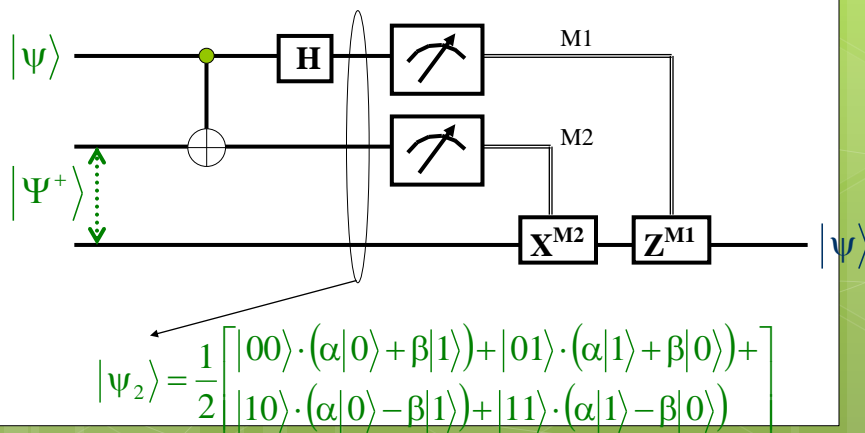 |ψ⟩
H
M1
M2
|Ψ⁺⟩
X^M2
Z^M1
|ψ⟩
|ψ₂⟩ = 1/2 [|00⟩·(α|0⟩+β|1⟩)+|01⟩·(α|1⟩+β|0⟩)+
|10⟩·(α|0⟩−β|1⟩)+|11⟩·(α|1⟩−β|0⟩)]